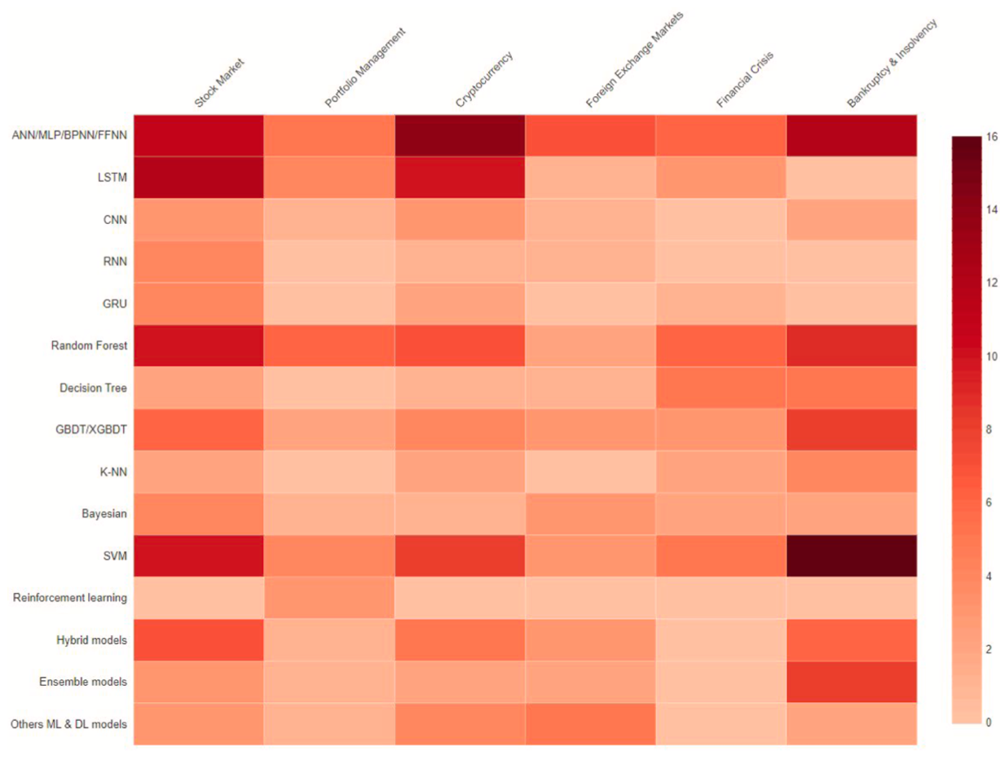 Stock Market
Portfolio Management
Cryptocurrency
Foreign Exchange Markets
Financial Crisis
Bankruptcy & Insolvency
ANN/MLP/BPNN/FFNN
LSTM
CNN
RNN
GRU
Random Forest
Decision Tree
GBDT/XGBDT
K-NN
Bayesian
SVM
Reinforcement learning
Hybrid models
Ensemble models
Others ML & DL models
16
14
12
10
8
6
4
2
0